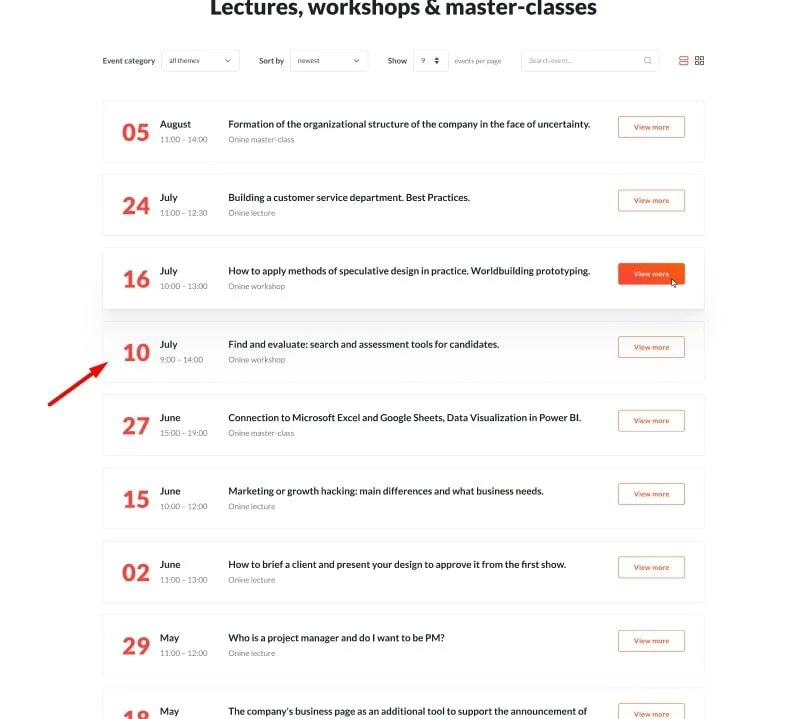 Lectures, workshops & master-classes
Event category all themes Sort by newest Show 9 events per page Search event...
05 August Formation of the organizational structure of the company in the face of uncertainty. View more
11:00 – 14:00 Onine master-class
24 July Building a customer service department. Best Practices. View more
11:00 – 12:30 Onine lecture
16 July How to apply methods of speculative design in practice. Worldbuilding prototyping. View more
10:00 – 13:00 Onine workshop
10 July Find and evaluate: search and assessment tools for candidates. View more
9:00 – 14:00 Onine workshop
27 June Connection to Microsoft Excel and Google Sheets, Data Visualization in Power BI. View more
15:00 – 19:00 Onine master-class
15 June Marketing or growth hacking: main differences and what business needs. View more
10:00 – 12:00 Onine lecture
02 June How to brief a client and present your design to approve it from the first show. View more
11:00 – 13:00 Onine lecture
29 May Who is a project manager and do I want to be PM? View more
11:00 – 12:00 Onine lecture
18 May The company's business page as an additional tool to support the announcement of View more